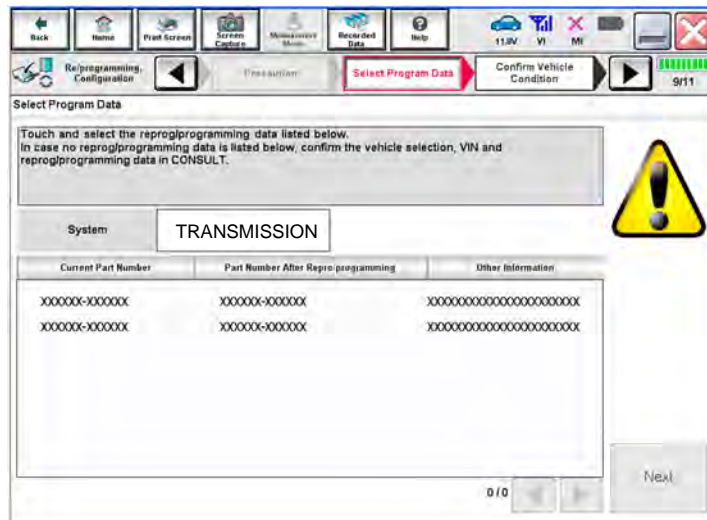 Back
Home
Print Screen
Screen Capture
Measurement Mode
Recorded Data
Help
11.8V
VI
MI
Re/programming, Configuration
Precaution
Select Program Data
Confirm Vehicle Condition
9/11
Select Program Data
Touch and select the reprog/programming data listed below.
In case no reprog/programming data is listed below, confirm the vehicle selection, VIN and
reprog/programming data in CONSULT.
System
TRANSMISSION
Current Part Number
Part Number After Repro/programming
Other Information
XXXXXX-XXXXXX XXXXXX-XXXXXX XXXXXXXXXXXXXXXXXXXXXXX
XXXXXX-XXXXXX XXXXXX-XXXXXX XXXXXXXXXXXXXXXXXXXXXXX
0/0
Next